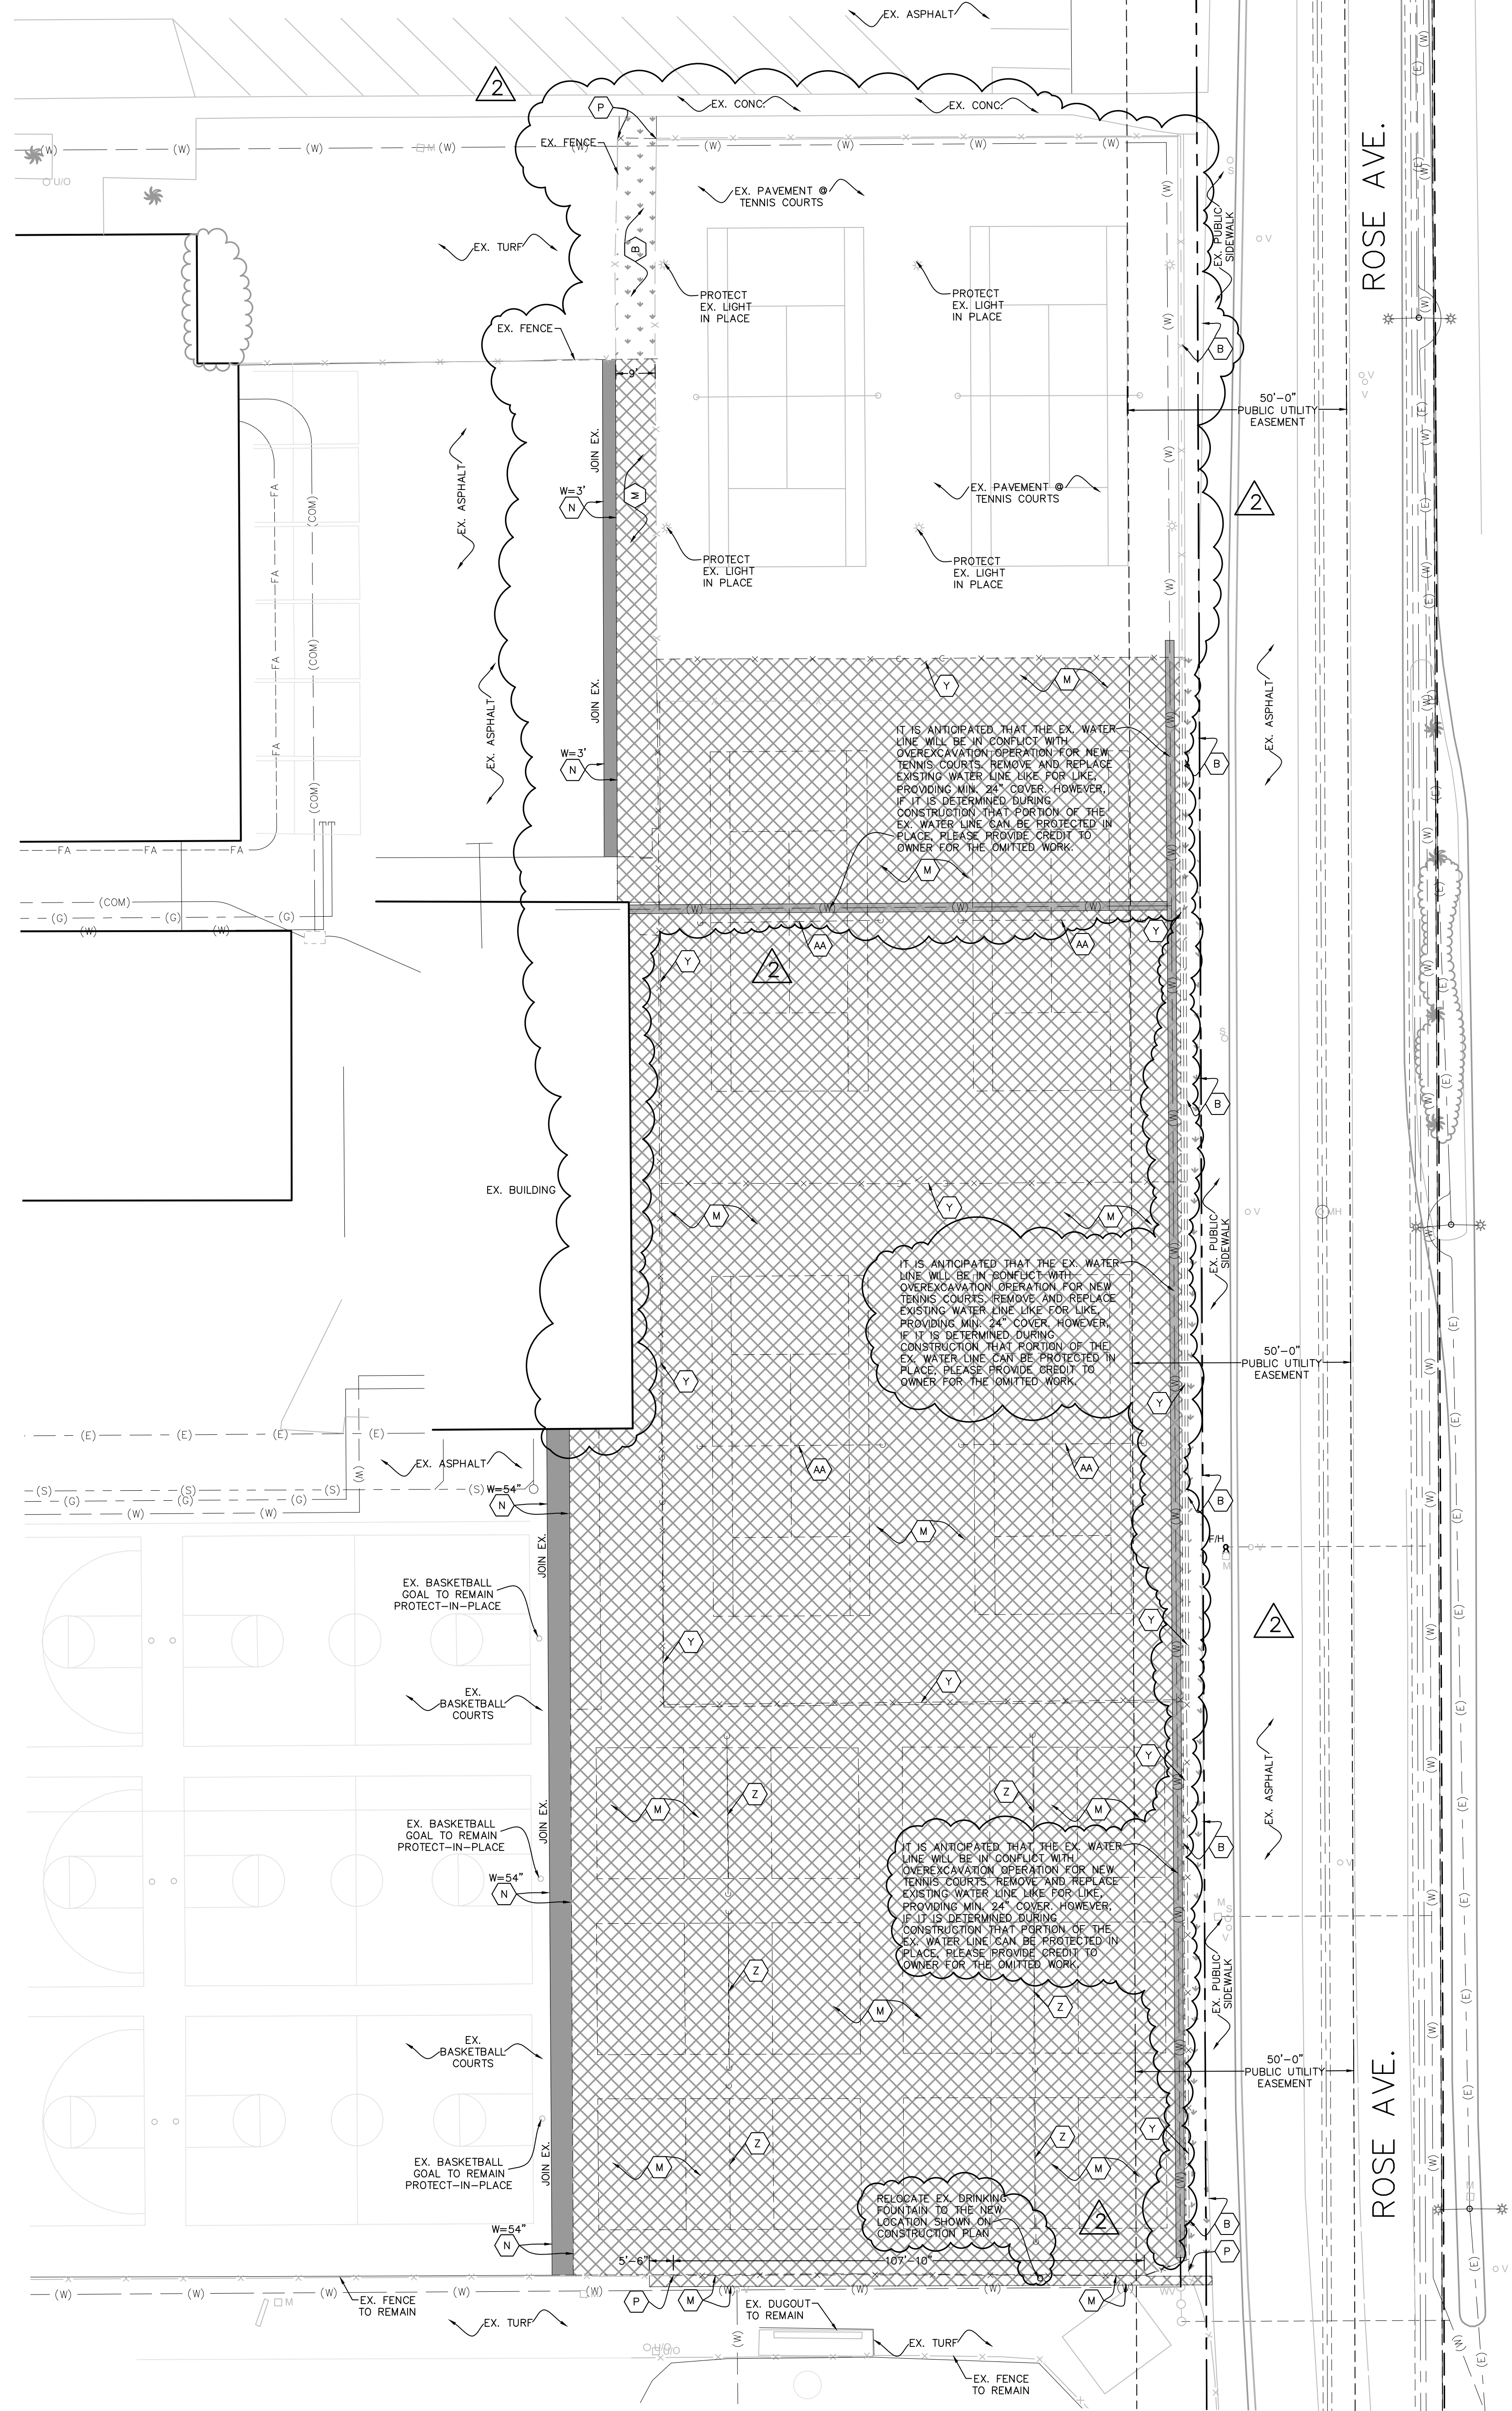 EX. ASPHALT
2
P
EX. CONC.
EX. CONC.
ROSE AVE.
(W)
(W)
(W)
M
(W)
EX. FENCE
(W)
(W)
(W)
(W)
(W)
U/O
S
EX. PAVEMENT @
TENNIS COURTS
EX. PUBLIC
SIDEWALK
V
EX. TURF
B
PROTECT
EX. LIGHT
IN PLACE
PROTECT
EX. LIGHT
IN PLACE
EX. FENCE
B
9'
V
V
50'-0"
PUBLIC UTILITY
EASEMENT
JOIN EX.
EX. ASPHALT
W=3'
N
M
EX. PAVEMENT @
TENNIS COURTS
2
FA
(COM)
PROTECT
EX. LIGHT
IN PLACE
PROTECT
EX. LIGHT
IN PLACE
FA
(COM)
JOIN EX.
EX. ASPHALT
Y
M
EX. ASPHALT
FA
(COM)
W=3'
N
IT IS ANTICIPATED THAT THE EX. WATER
LINE WILL BE IN CONFLICT WITH
OVEREXCAVATION OPERATION FOR NEW
TENNIS COURTS. REMOVE AND REPLACE
EXISTING WATER LINE LIKE FOR LIKE,
PROVIDING MIN. 24" COVER. HOWEVER,
IF IT IS DETERMINED DURING
CONSTRUCTION THAT PORTION OF THE
EX. WATER LINE CAN BE PROTECTED IN
PLACE, PLEASE PROVIDE CREDIT TO
OWNER FOR THE OMITTED WORK.
B
FA
FA
FA
M
(COM)
(G)
(G)
(G)
(W)
(W)
(W)
(W)
(W)
(W)
AA
AA
Y
Y
2
S
B
EX. BUILDING
M
Y
M
V
MH
EX. PUBLIC
SIDEWALK
IT IS ANTICIPATED THAT THE EX. WATER
LINE WILL BE IN CONFLICT WITH
OVEREXCAVATION OPERATION FOR NEW
TENNIS COURTS. REMOVE AND REPLACE
EXISTING WATER LINE LIKE FOR LIKE,
PROVIDING MIN. 24" COVER. HOWEVER,
IF IT IS DETERMINED DURING
CONSTRUCTION THAT PORTION OF THE
EX. WATER LINE CAN BE PROTECTED IN
PLACE, PLEASE PROVIDE CREDIT TO
OWNER FOR THE OMITTED WORK.
50'-0"
PUBLIC UTILITY
EASEMENT
Y
Y
(E)
(E)
(E)
(E)
EX. ASPHALT
AA
AA
(S)
(S)
(S)
(S)
W=54"
N
(G)
(G)
(G)
(W)
(W)
(W)
B
JOIN EX.
M
F/H
V
M
EX. BASKETBALL
GOAL TO REMAIN
PROTECT-IN-PLACE
Y
2
Y
EX.
BASKETBALL
COURTS
Y
Y
EX. ASPHALT
M
Z
Z
M
JOIN EX.
EX. BASKETBALL
GOAL TO REMAIN
PROTECT-IN-PLACE
B
IT IS ANTICIPATED THAT THE EX. WATER
LINE WILL BE IN CONFLICT WITH
OVEREXCAVATION OPERATION FOR NEW
TENNIS COURTS. REMOVE AND REPLACE
EXISTING WATER LINE LIKE FOR LIKE,
PROVIDING MIN. 24" COVER. HOWEVER,
IF IT IS DETERMINED DURING
CONSTRUCTION THAT PORTION OF THE
EX. WATER LINE CAN BE PROTECTED IN
PLACE, PLEASE PROVIDE CREDIT TO
OWNER FOR THE OMITTED WORK.
V
W=54"
N
M
S
V
Z
EX. PUBLIC
SIDEWALK
M
Z
EX.
BASKETBALL
COURTS
50'-0"
PUBLIC UTILITY
EASEMENT
ROSE AVE.
Z
Z
Y
JOIN EX.
EX. BASKETBALL
GOAL TO REMAIN
PROTECT-IN-PLACE
M
M
M
RELOCATE EX. DRINKING
FOUNTAIN TO THE NEW
LOCATION SHOWN ON
CONSTRUCTION PLAN
2
B
W=54"
N
P
5'-6"
107'-10"
V
(W)
(W)
(W)
(W)
(W)
(W)
(W)
(W)
(W)
M
EX. FENCE
TO REMAIN
P
M
M
EX. DUGOUT
TO REMAIN
EX. TURF
(W)
EX. TURF
U/O
EX. FENCE
TO REMAIN